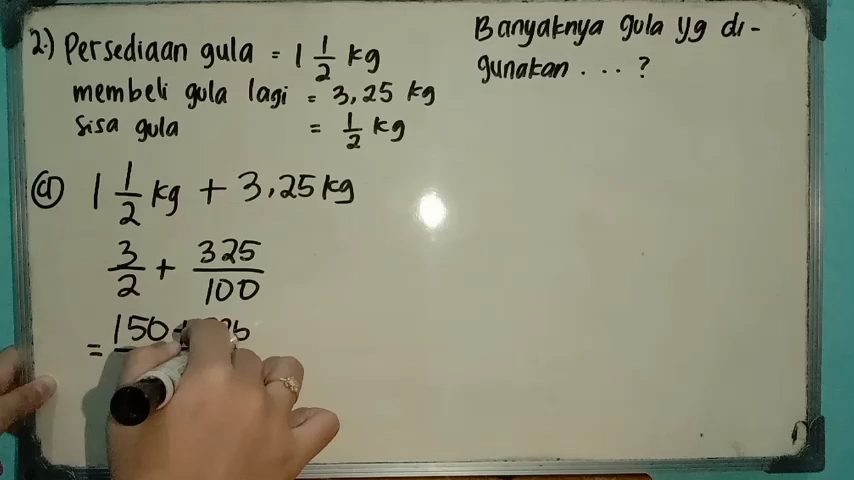 2.) Persediaan gula = 1 1/2 kg
membeli gula lagi = 3,25 kg
Sisa gula = 1/2 kg
Banyaknya gula yg di-
gunakan . . . ?
a 1 1/2 kg + 3,25 kg
3/2 + 325/100
= 150 +